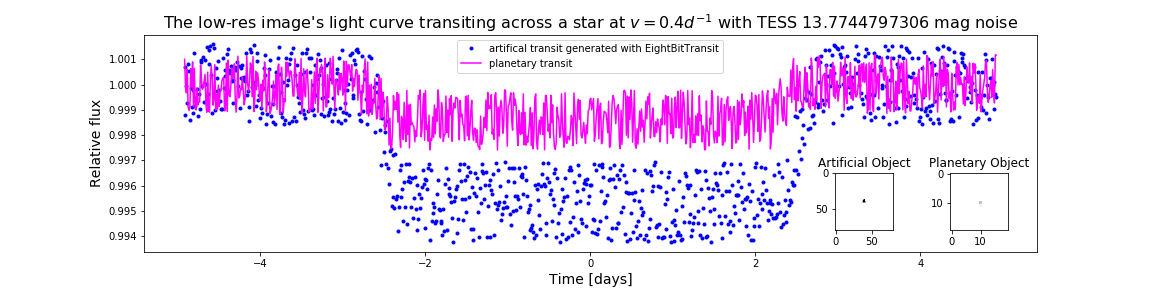 The low-res image's light curve transiting across a star at v = 0.4d⁻¹ with TESS 13.7744797306 mag noise
artifical transit generated with EightBitTransit
planetary transit
Relative flux
1.001
1.000
0.999
0.998
0.997
0.996
0.995
0.994
Artificial Object
0
50
0 50
Planetary Object
0
10
0 10
−4 −2 0 2 4
Time [days]